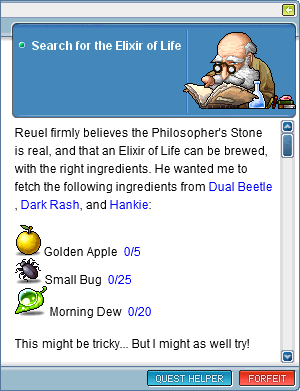 Search for the Elixir of Life
Reuel firmly believes the Philosopher's Stone
is real, and that an Elixir of Life can be brewed,
with the right ingredients. He wanted me to
fetch the following ingredients from Dual Beetle
, Dark Rash, and Hankie:
Golden Apple 0/5
Small Bug 0/25
Morning Dew 0/20
This might be tricky... But I might as well try!
QUEST HELPER FORFEIT